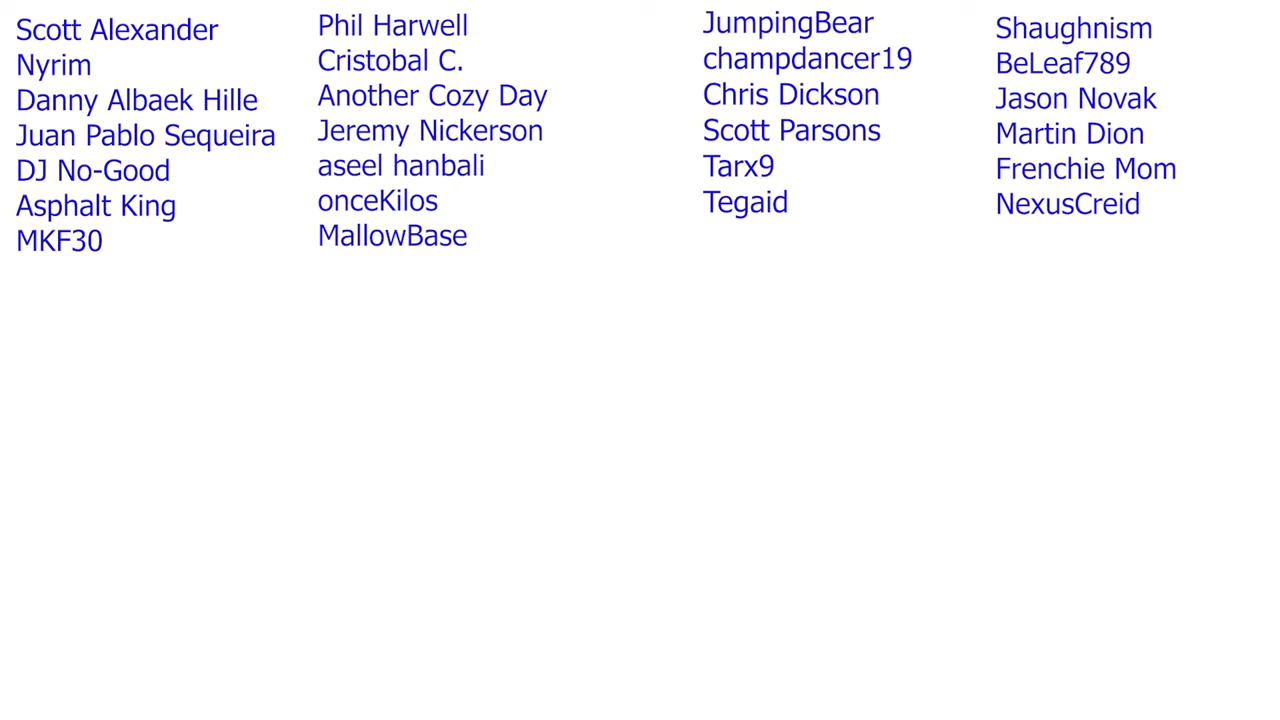 Scott Alexander
Nyrim
Danny Albaek Hille
Juan Pablo Sequeira
DJ No-Good
Asphalt King
MKF30
Phil Harwell
Cristobal C.
Another Cozy Day
Jeremy Nickerson
aseel hanbali
onceKilos
MallowBase
JumpingBear
champdancer19
Chris Dickson
Scott Parsons
Tarx9
Tegaid
Shaughnism
BeLeaf789
Jason Novak
Martin Dion
Frenchie Mom
NexusCreid